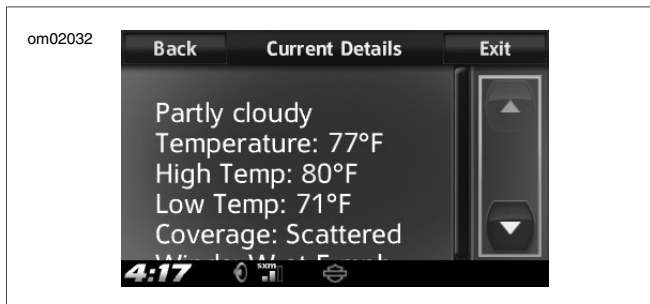 om02032
Back Current Details Exit
Partly cloudy
Temperature: 77°F
High Temp: 80°F
Low Temp: 71°F
Coverage: Scattered
4:17 sxm